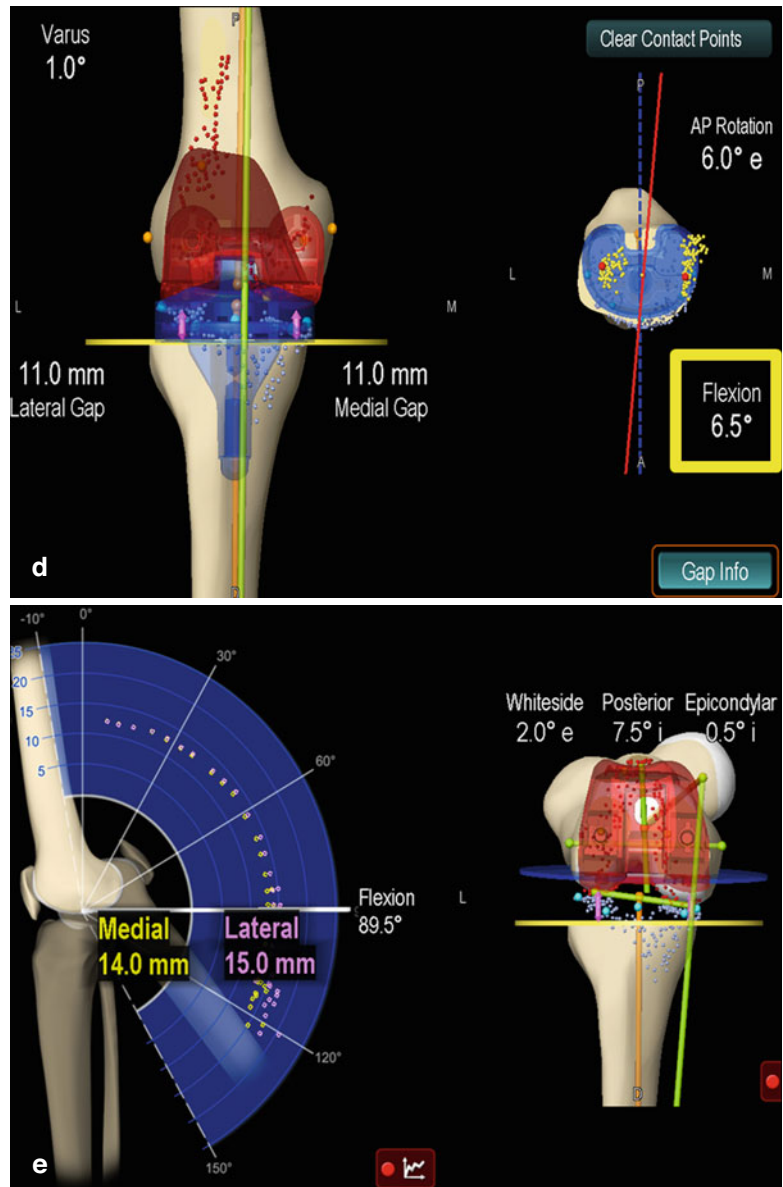 Varus
1.0°
P
Clear Contact Points
P
AP Rotation
6.0° e
L
M
L
M
11.0 mm
Lateral Gap
11.0 mm
Medial Gap
Flexion
6.5°
A
D
Gap Info
d
-10°
0°
30°
25
20
15
10
5
60°
Whiteside
2.0° e
Posterior
7.5° i
Epicondylar
0.5° i
Flexion
89.5°
L
Medial
14.0 mm
Lateral
15.0 mm
120°
D
150°
e